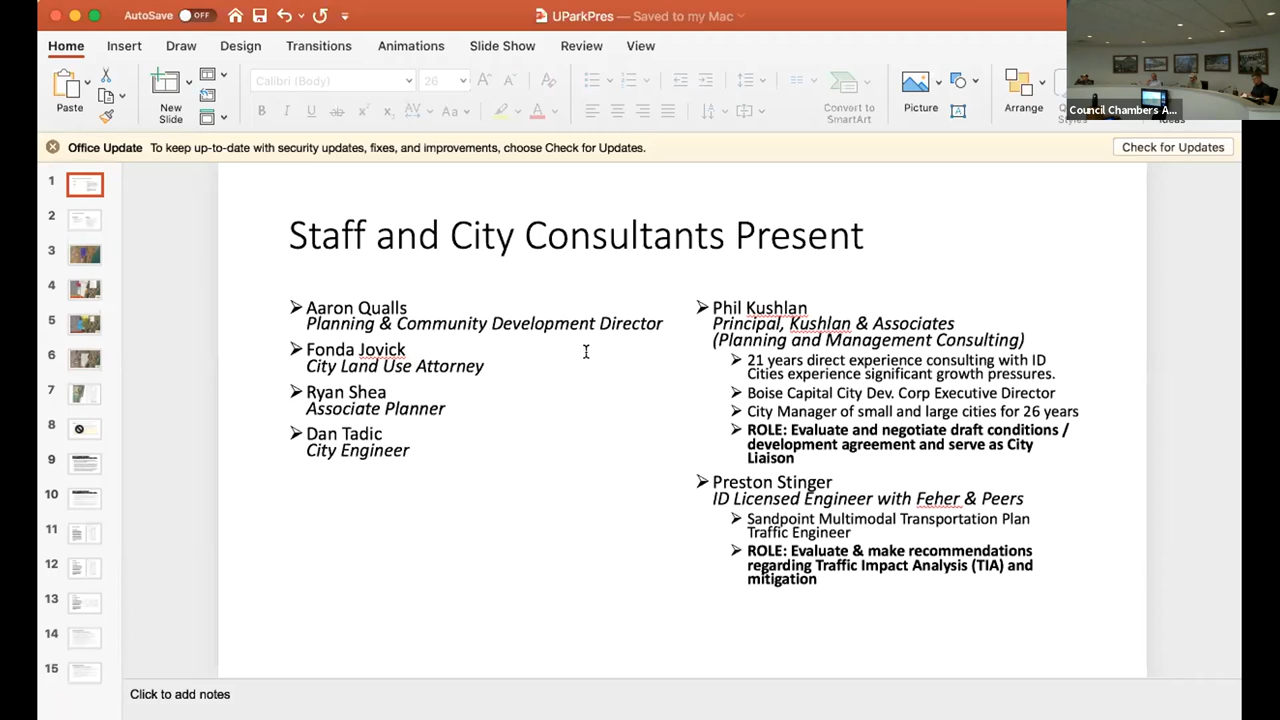 AutoSave OFF
UParkPres — Saved to my Mac
Home Insert Draw Design Slide Show Transitions Animations Review View
Paste
New
Slide
Calibri (Body) 26
Convert to
SmartArt
Picture
Arrange
Council Chambers A...
Office Update To keep up-to-date with security updates, fixes, and improvements, choose Check for Updates.
Check for Updates
1
2
3
4
5
6
7
8
9
10
11
12
13
14
15
Staff and City Consultants Present
Aaron Qualls
Planning & Community Development Director
Fonda Jovick
City Land Use Attorney
Ryan Shea
Associate Planner
Dan Tadic
City Engineer
Phil Kushlan
Principal, Kushlan & Associates
(Planning and Management Consulting)
21 years direct experience consulting with ID
Cities experience significant growth pressures.
Boise Capital City Dev. Corp Executive Director
City Manager of small and large cities for 26 years
ROLE: Evaluate and negotiate draft conditions /
development agreement and serve as City
Liaison
Preston Stinger
ID Licensed Engineer with Feher & Peers
Sandpoint Multimodal Transportation Plan
Traffic Engineer
ROLE: Evaluate & make recommendations
regarding Traffic Impact Analysis (TIA) and
mitigation
Click to add notes